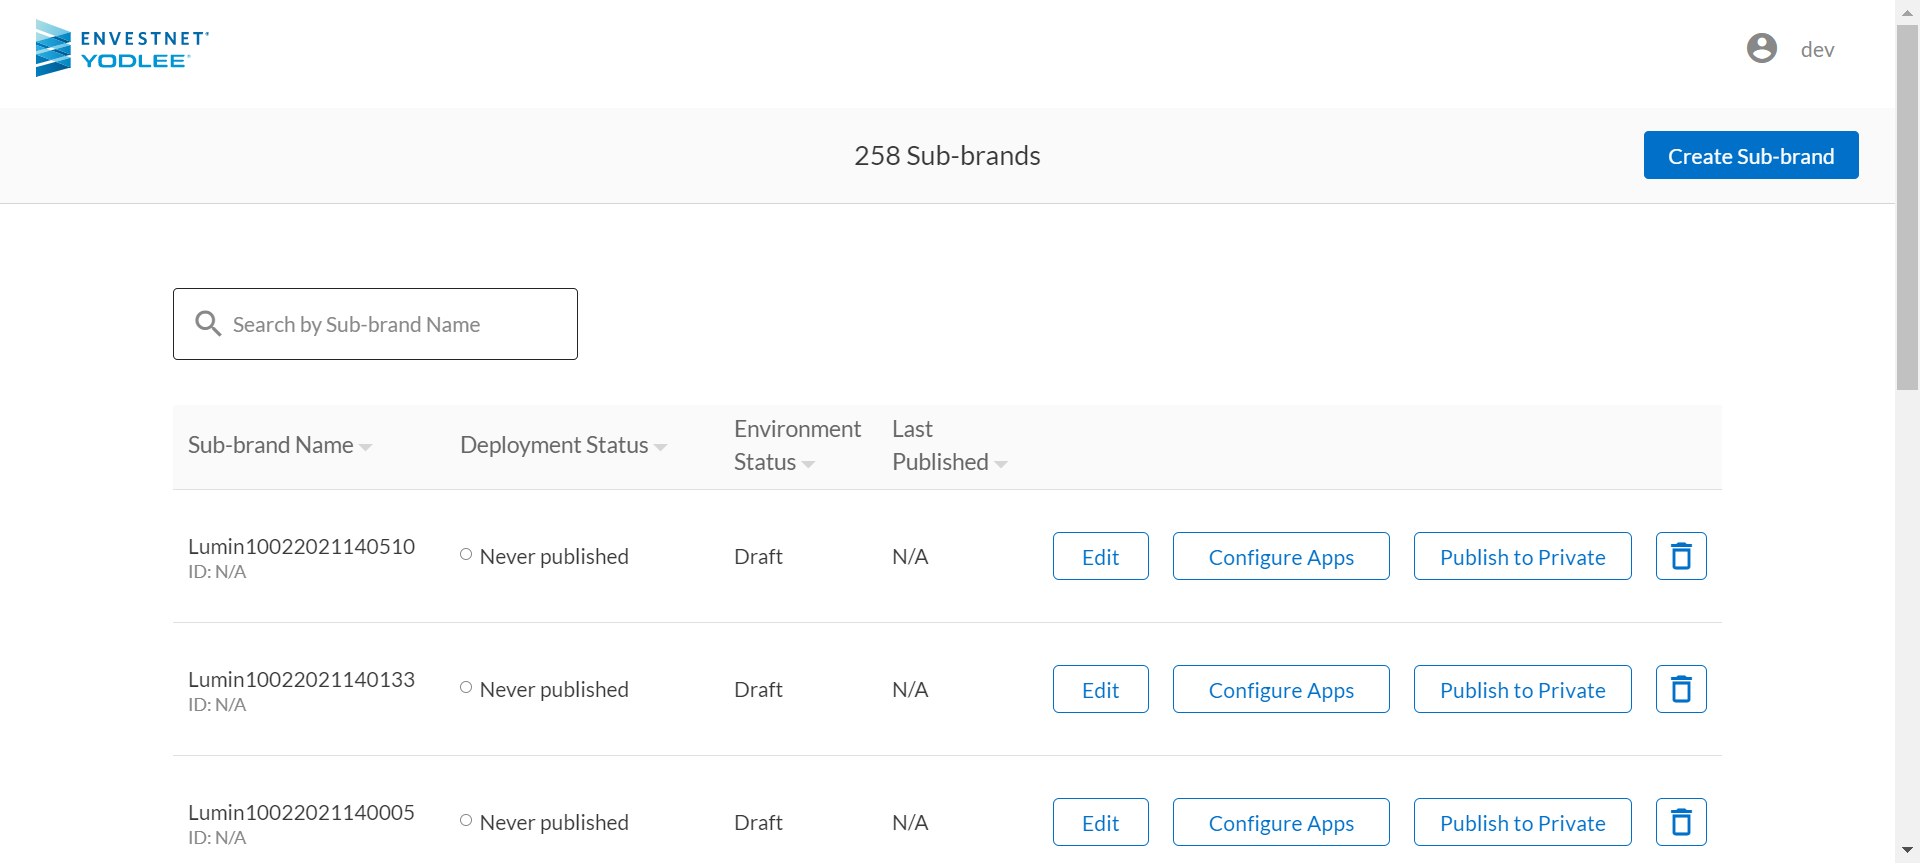 ENVESTNET
YODLEE
dev
258 Sub-brands
Create Sub-brand
Search by Sub-brand Name
Sub-brand Name
Deployment Status
Environment
Status
Last
Published
Lumin10022021140510
ID: N/A
Never published
Draft
N/A
Edit
Configure Apps
Publish to Private
Lumin10022021140133
ID: N/A
Never published
Draft
N/A
Edit
Configure Apps
Publish to Private
Lumin10022021140005
ID: N/A
Never published
Draft
N/A
Edit
Configure Apps
Publish to Private